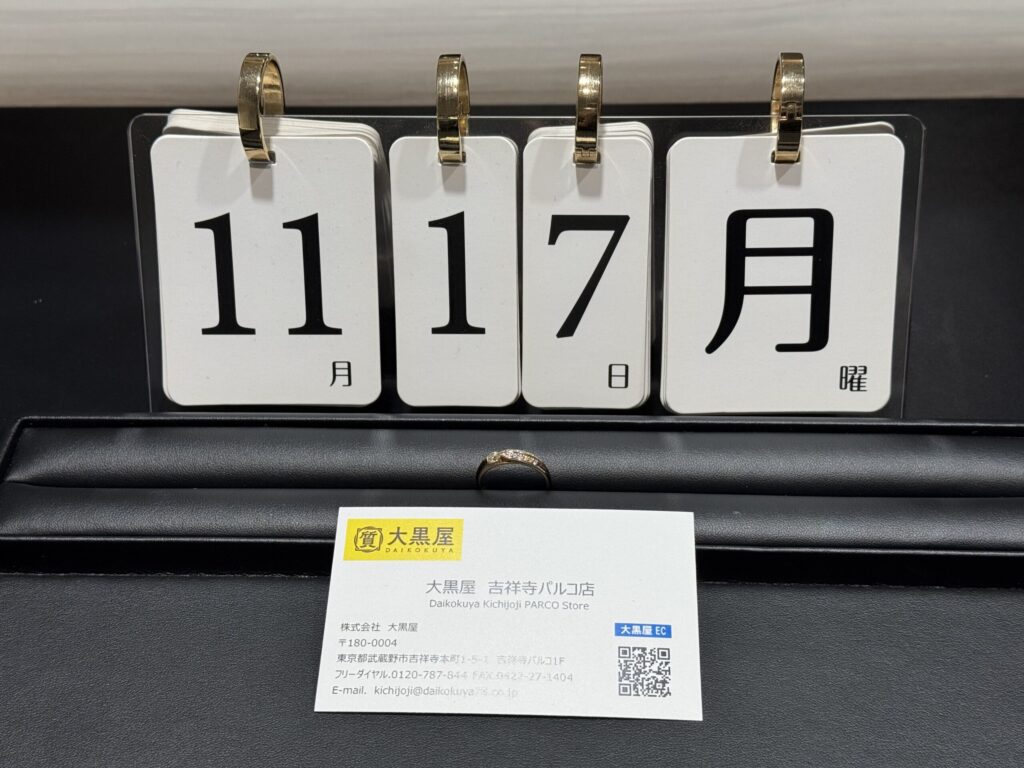 11 1 7 月
月 日 曜
質 大黒屋
DAIKOKUYA
大黒屋 吉祥寺パルコ店
Daikokuya Kichijoji PARCO Store
株式会社 大黒屋
大黒屋 EC
〒180-0004
東京都武蔵野市吉祥寺本町1-5-1 吉祥寺パルコ1F
フリーダイヤル.0120-787-844 FAX.0422-27-1404
E-mail. kichijoji@daikokuya78.co.jp